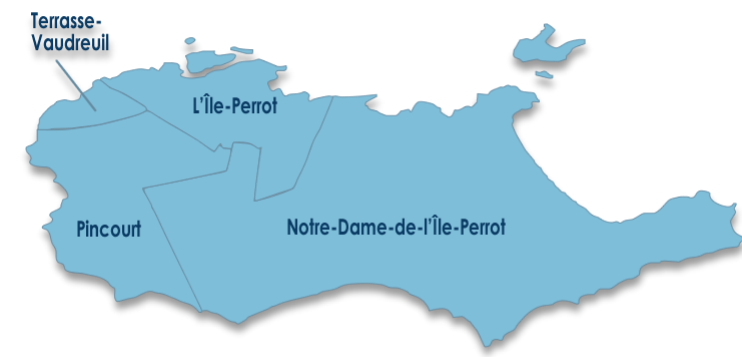 Terrasse-
Vaudreuil
L'Île-Perrot
Pincourt
Notre-Dame-de-l'Île-Perrot